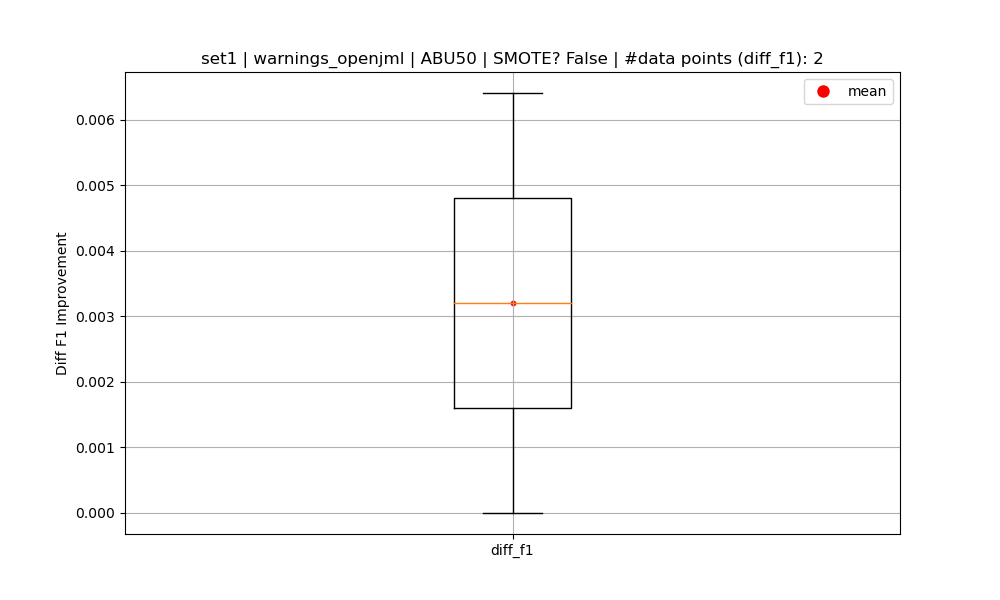 set1 | warnings_openjml | ABU50 | SMOTE? False | #data points (diff_f1): 2
mean
0.006
0.005
0.004
0.003
0.002
0.001
0.000
Diff F1 Improvement
diff_f1